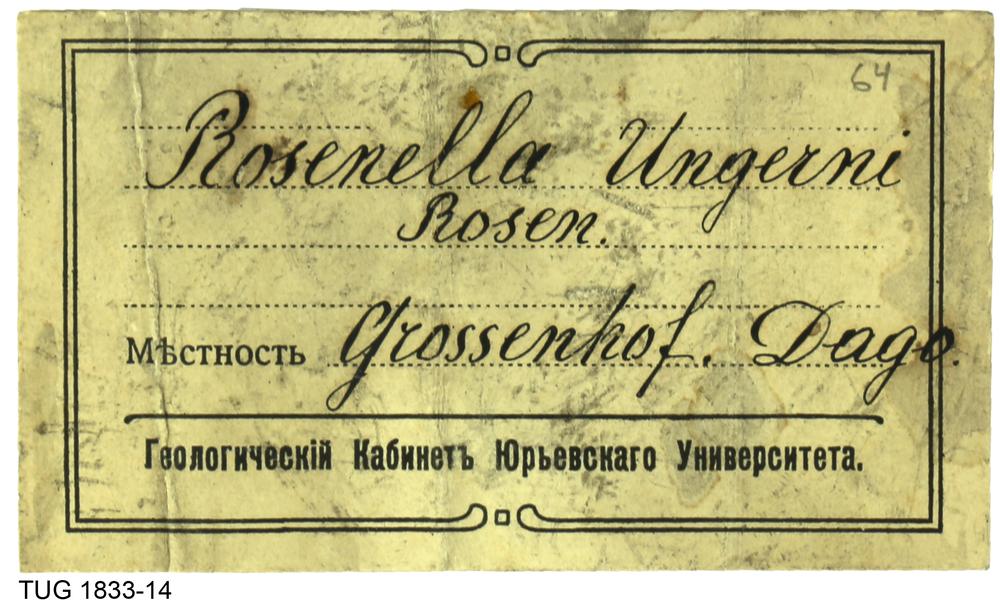 64
Rosenella Ungerni
Rosen.
Мѣстность Grossenhof. Dago.
Геологическій Кабинетъ Юрьевскаго Университета.
TUG 1833-14